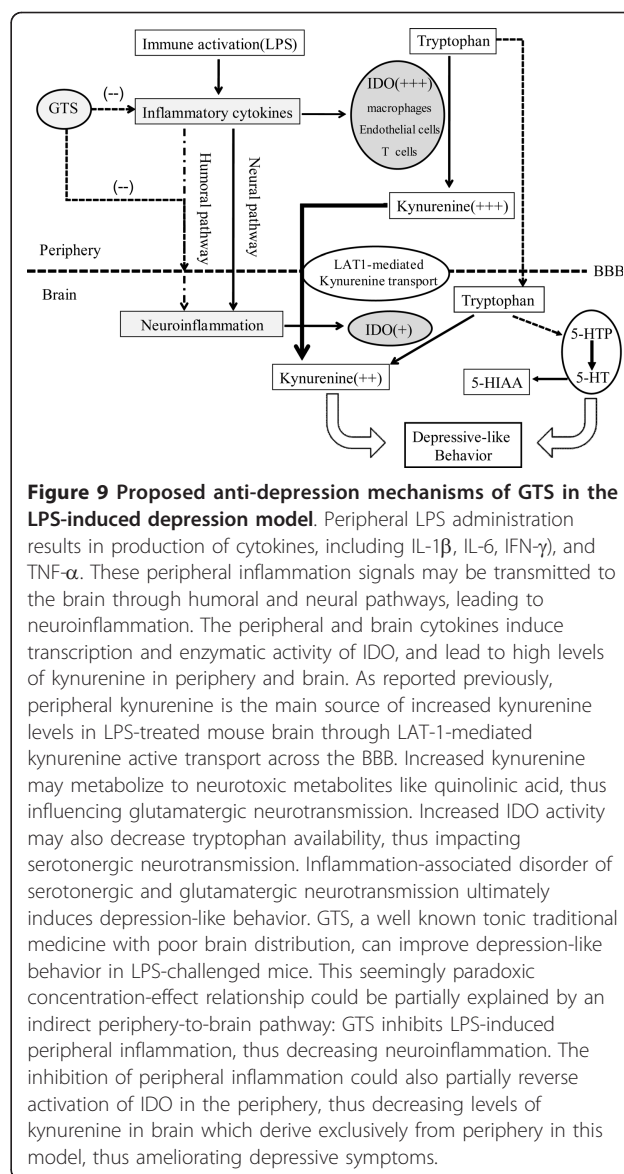 Immune activation(LPS)
Tryptophan
GTS
(--)
Inflammatory cytokines
IDO(+++)
macrophages
Endothelial cells
T cells
(--)
Humoral pathway
Neural pathway
Kynurenine(+++)
Periphery
LAT1-mediated
Kynurenine transport
BBB
Brain
Tryptophan
Neuroinflammation
IDO(+)
5-HTP
Kynurenine(++)
5-HIAA
5-HT
Depressive-like
Behavior
Figure 9 Proposed anti-depression mechanisms of GTS in the
LPS-induced depression model. Peripheral LPS administration
results in production of cytokines, including IL-1β, IL-6, IFN-γ), and
TNF-α. These peripheral inflammation signals may be transmitted to
the brain through humoral and neural pathways, leading to
neuroinflammation. The peripheral and brain cytokines induce
transcription and enzymatic activity of IDO, and lead to high levels
of kynurenine in periphery and brain. As reported previously,
peripheral kynurenine is the main source of increased kynurenine
levels in LPS-treated mouse brain through LAT-1-mediated
kynurenine active transport across the BBB. Increased kynurenine
may metabolize to neurotoxic metabolites like quinolinic acid, thus
influencing glutamatergic neurotransmission. Increased IDO activity
may also decrease tryptophan availability, thus impacting
serotonergic neurotransmission. Inflammation-associated disorder of
serotonergic and glutamatergic neurotransmission ultimately
induces depression-like behavior. GTS, a well known tonic traditional
medicine with poor brain distribution, can improve depression-like
behavior in LPS-challenged mice. This seemingly paradoxic
concentration-effect relationship could be partially explained by an
indirect periphery-to-brain pathway: GTS inhibits LPS-induced
peripheral inflammation, thus decreasing neuroinflammation. The
inhibition of peripheral inflammation could also partially reverse
activation of IDO in the periphery, thus decreasing levels of
kynurenine in brain which derive exclusively from periphery in this
model, thus ameliorating depressive symptoms.